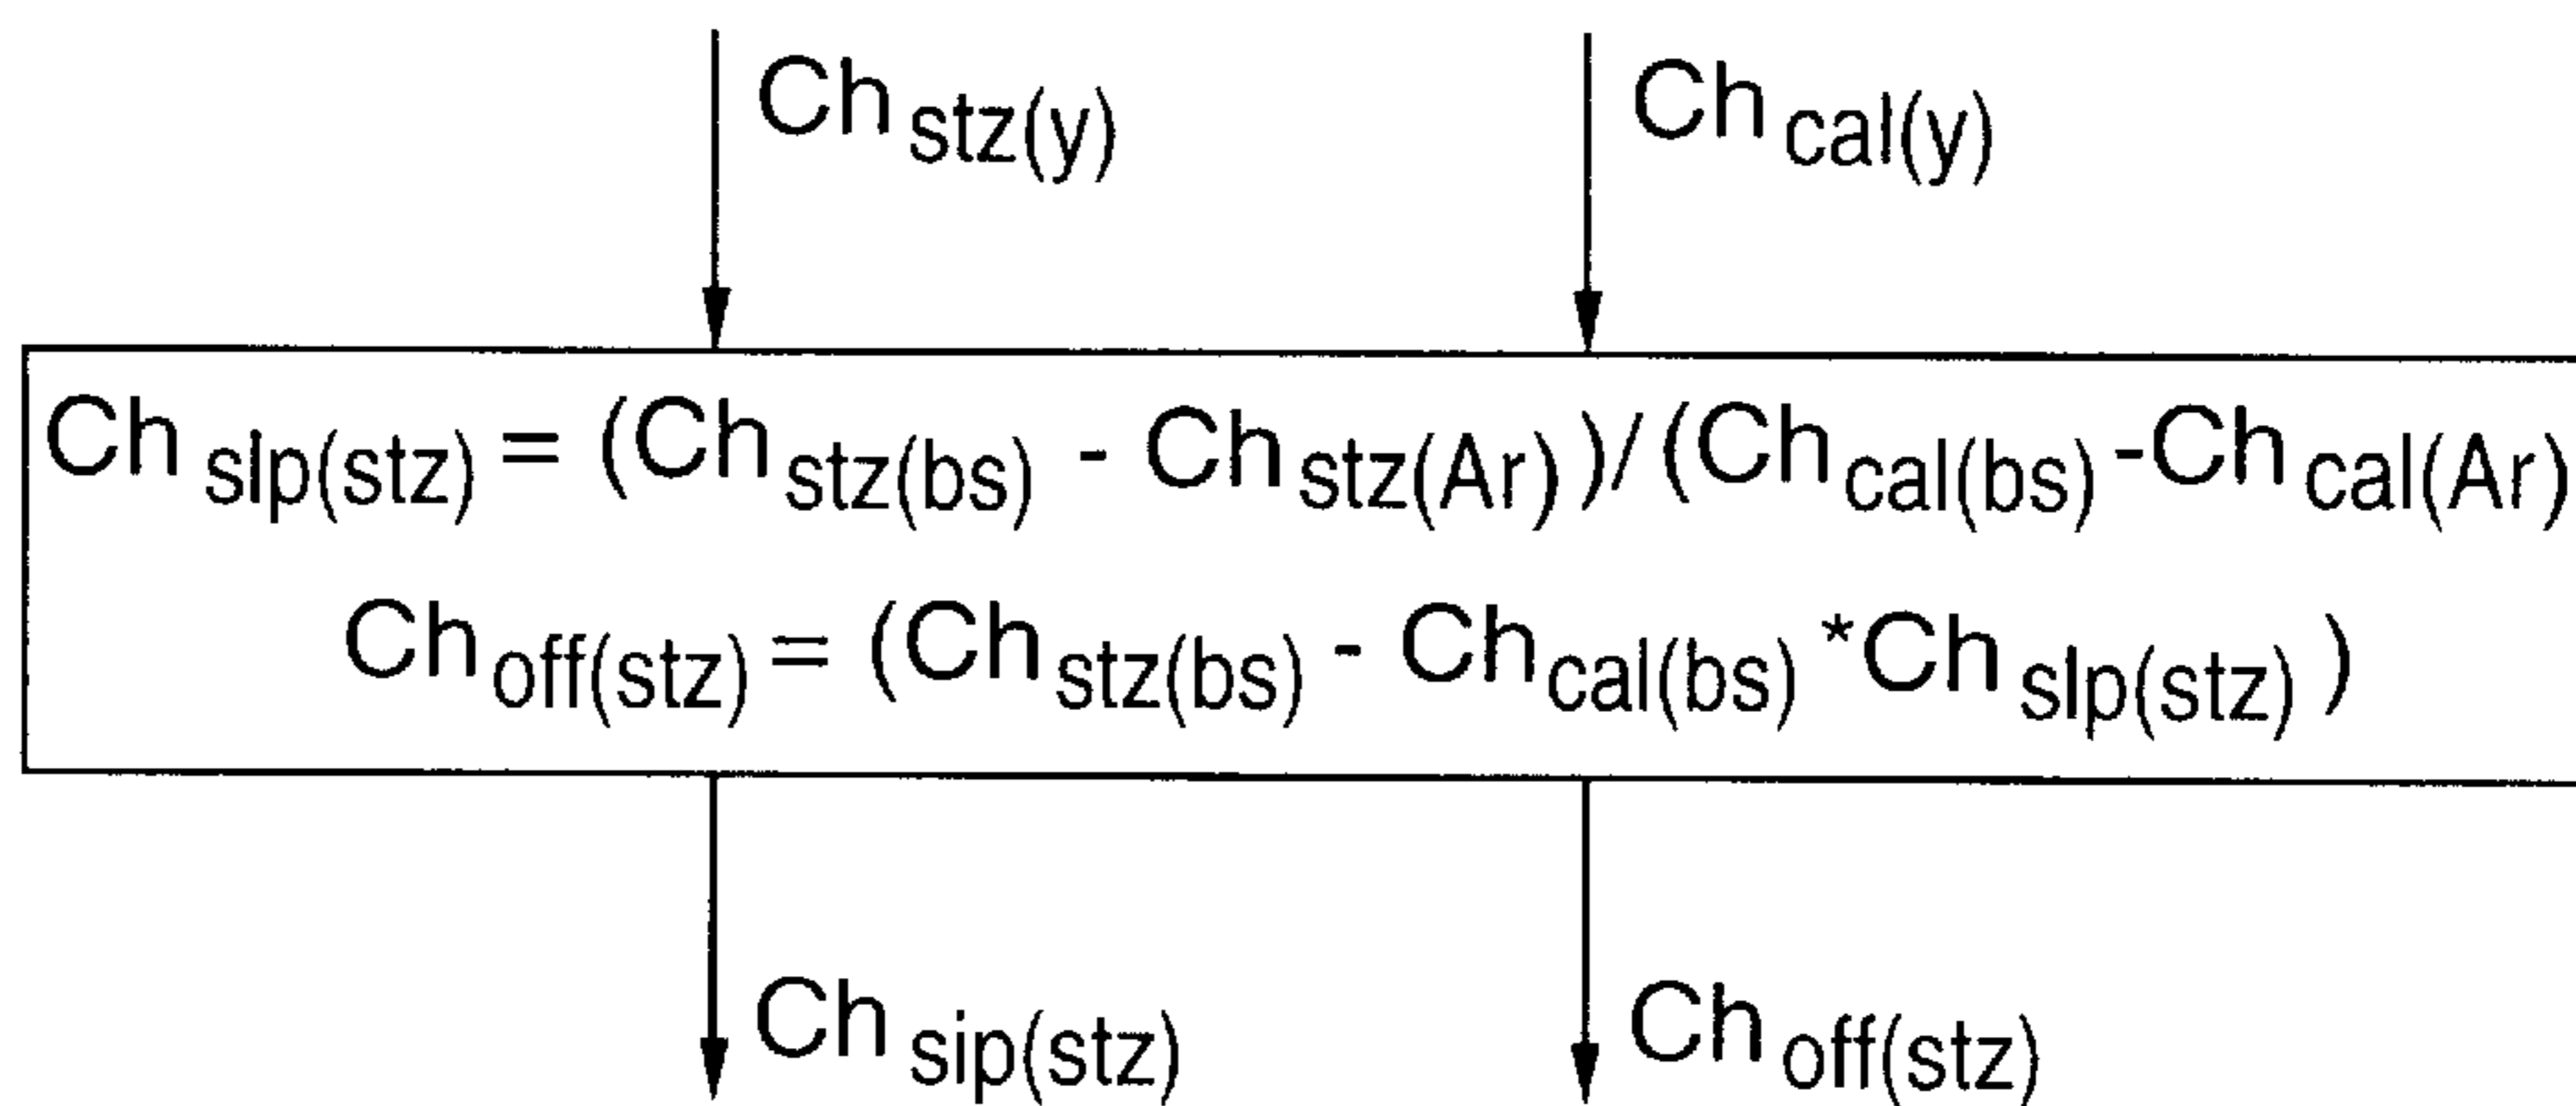 Ch stz(y) Ch cal(y)
Ch slp(stz) = (Ch stz(bs) - Ch stz(Ar) )/ (Ch cal(bs) -Ch cal(Ar)
Ch off(stz) = (Ch stz(bs) - Ch cal(bs) *Ch slp(stz) )
Ch sip(stz) Ch off(stz)